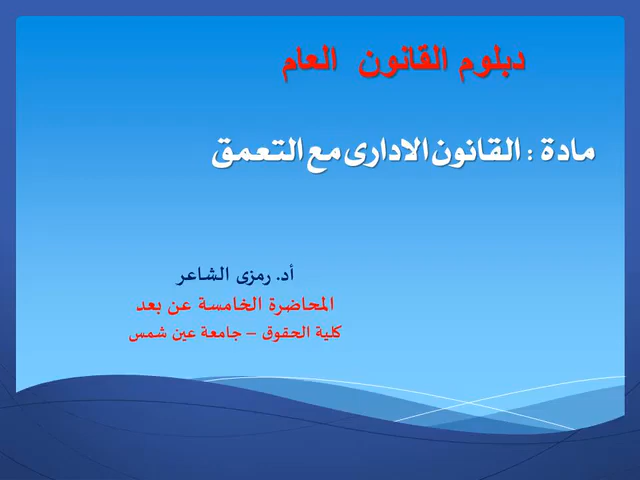 دبلوم القانون العام
مادة : القانون الادارى مع التعمق
أد. رمزى الشاعر
المحاضرة الخامسة عن بعد
كلية الحقوق – جامعة عين شمس